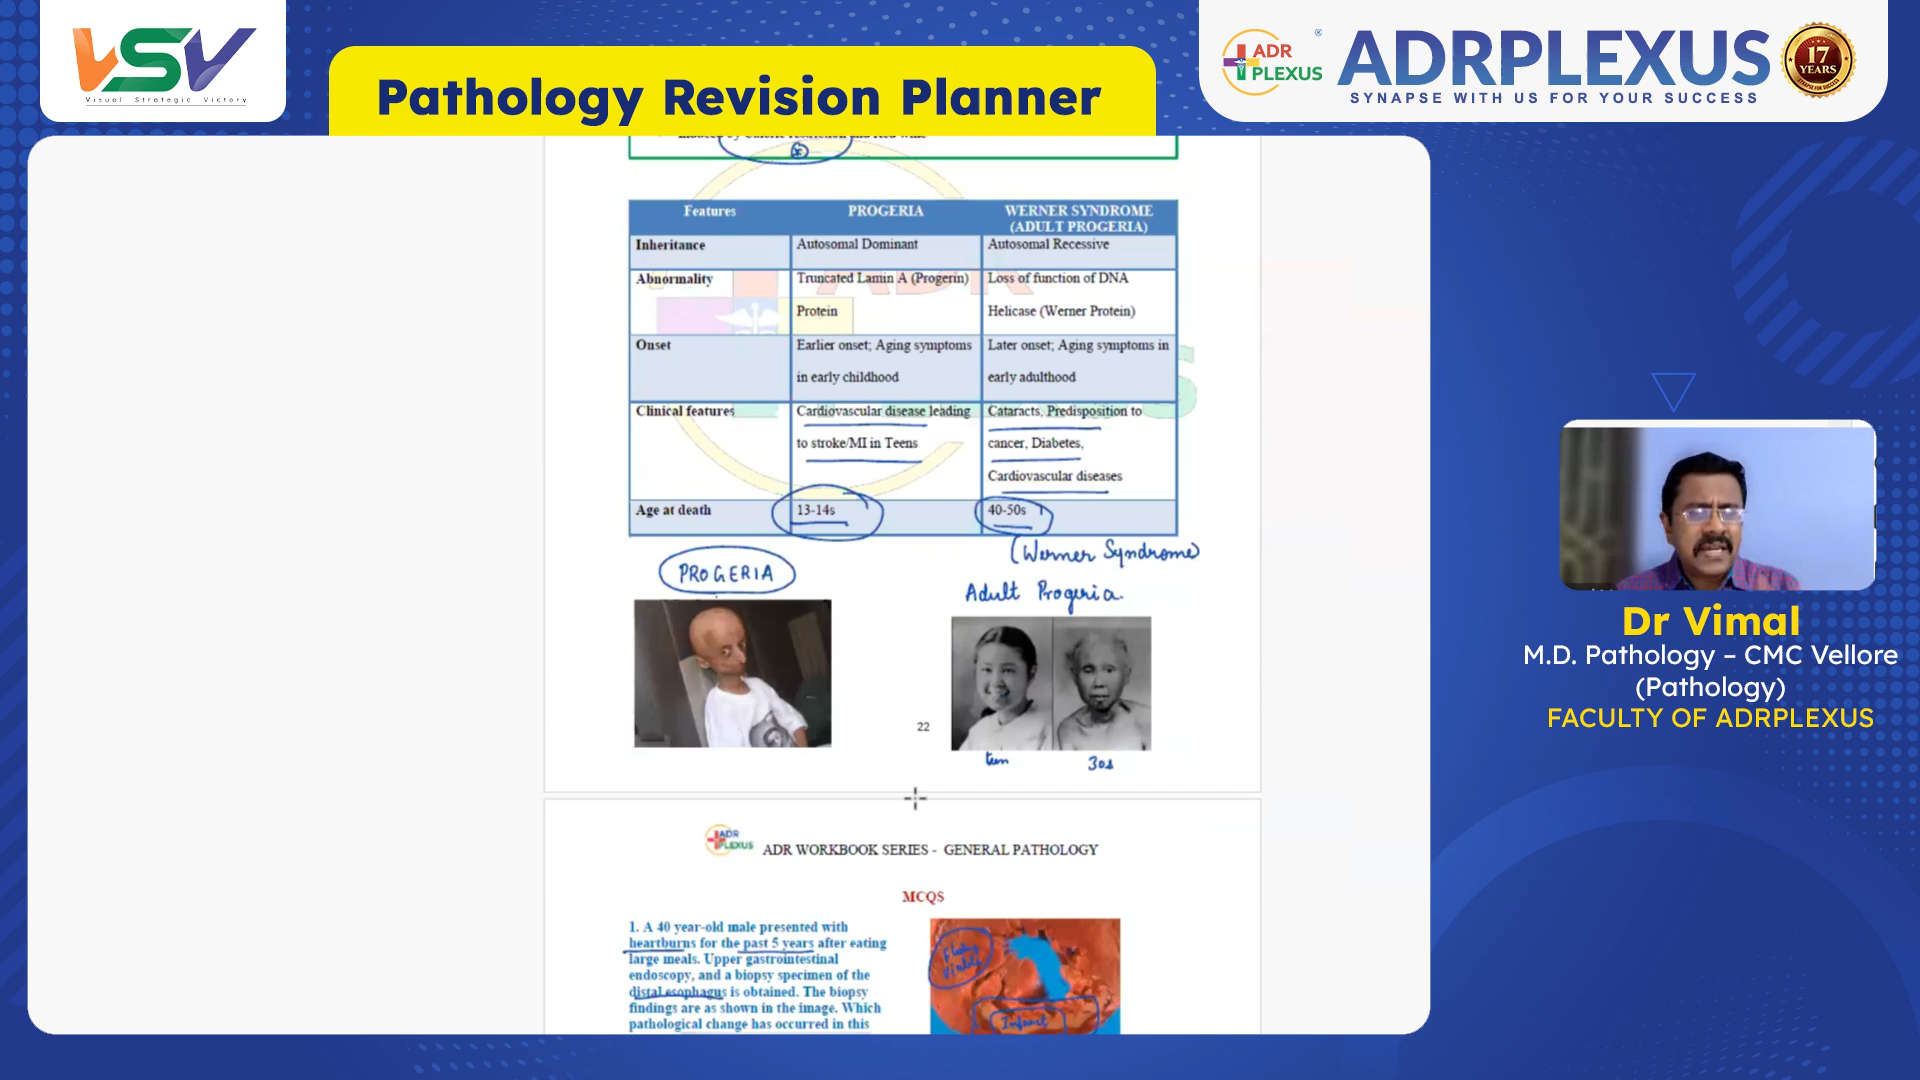 VSV
Visual Strategic Victory
Pathology Revision Planner
ADR
PLEXUS
®
ADRPLEXUS
SYNAPSE WITH US FOR YOUR SUCCESS
17
YEARS
Features
PROGERIA
WERNER SYNDROME
(ADULT PROGERIA)
Inheritance
Autosomal Dominant
Autosomal Recessive
Abnormality
Truncated Lamin A (Progerin)
Protein
Loss of function of DNA
Helicase (Werner Protein)
Onset
Earlier onset; Aging symptoms
in early childhood
Later onset; Aging symptoms in
early adulthood
Clinical features
Cardiovascular disease leading
to stroke/MI in Teens
Cataracts, Predisposition to
cancer, Diabetes,
Cardiovascular diseases
Age at death
13-14s
40-50s
(Werner Syndrome)
PROGERIA
Adult Progeria.
22
teen
30s
ADR
PLEXUS
ADR WORKBOOK SERIES - GENERAL PATHOLOGY
MCQS
1. A 40 year-old male presented with
heartburns for the past 5 years after eating
large meals. Upper gastrointestinal
endoscopy, and a biopsy specimen of the
distal esophagus is obtained. The biopsy
findings are as shown in the image. Which
pathological change has occurred in this
Infarct
Dr Vimal
M.D. Pathology – CMC Vellore
(Pathology)
FACULTY OF ADRPLEXUS